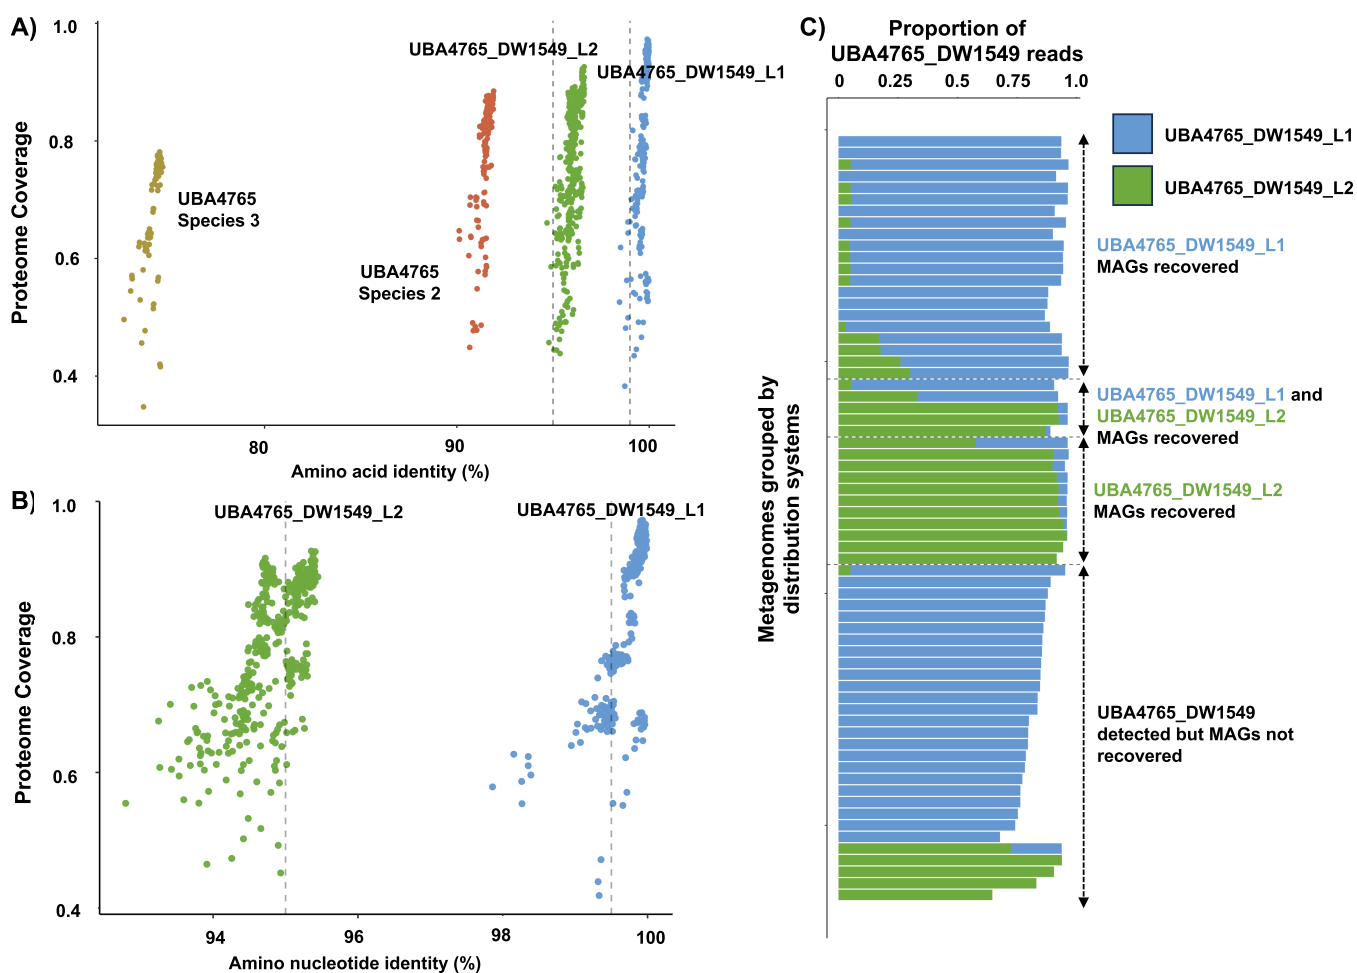 A)
1.0
0.8
0.6
0.4
Proteome Coverage
UBA4765_DW1549_L2
UBA4765_DW1549_L1
UBA4765
Species 3
UBA4765
Species 2
80
90
100
Amino acid identity (%)
B)
1.0
0.8
0.6
0.4
Proteome Coverage
UBA4765_DW1549_L2
UBA4765_DW1549_L1
94
96
98
100
Amino nucleotide identity (%)
C)
Proportion of
UBA4765_DW1549 reads
0 0.25 0.5 0.75 1.0
Metagenomes grouped by
distribution systems
UBA4765_DW1549_L1
UBA4765_DW1549_L2
UBA4765_DW1549_L1
MAGs recovered
UBA4765_DW1549_L1 and
UBA4765_DW1549_L2
MAGs recovered
UBA4765_DW1549_L2
MAGs recovered
UBA4765_DW1549
detected but MAGs not
recovered